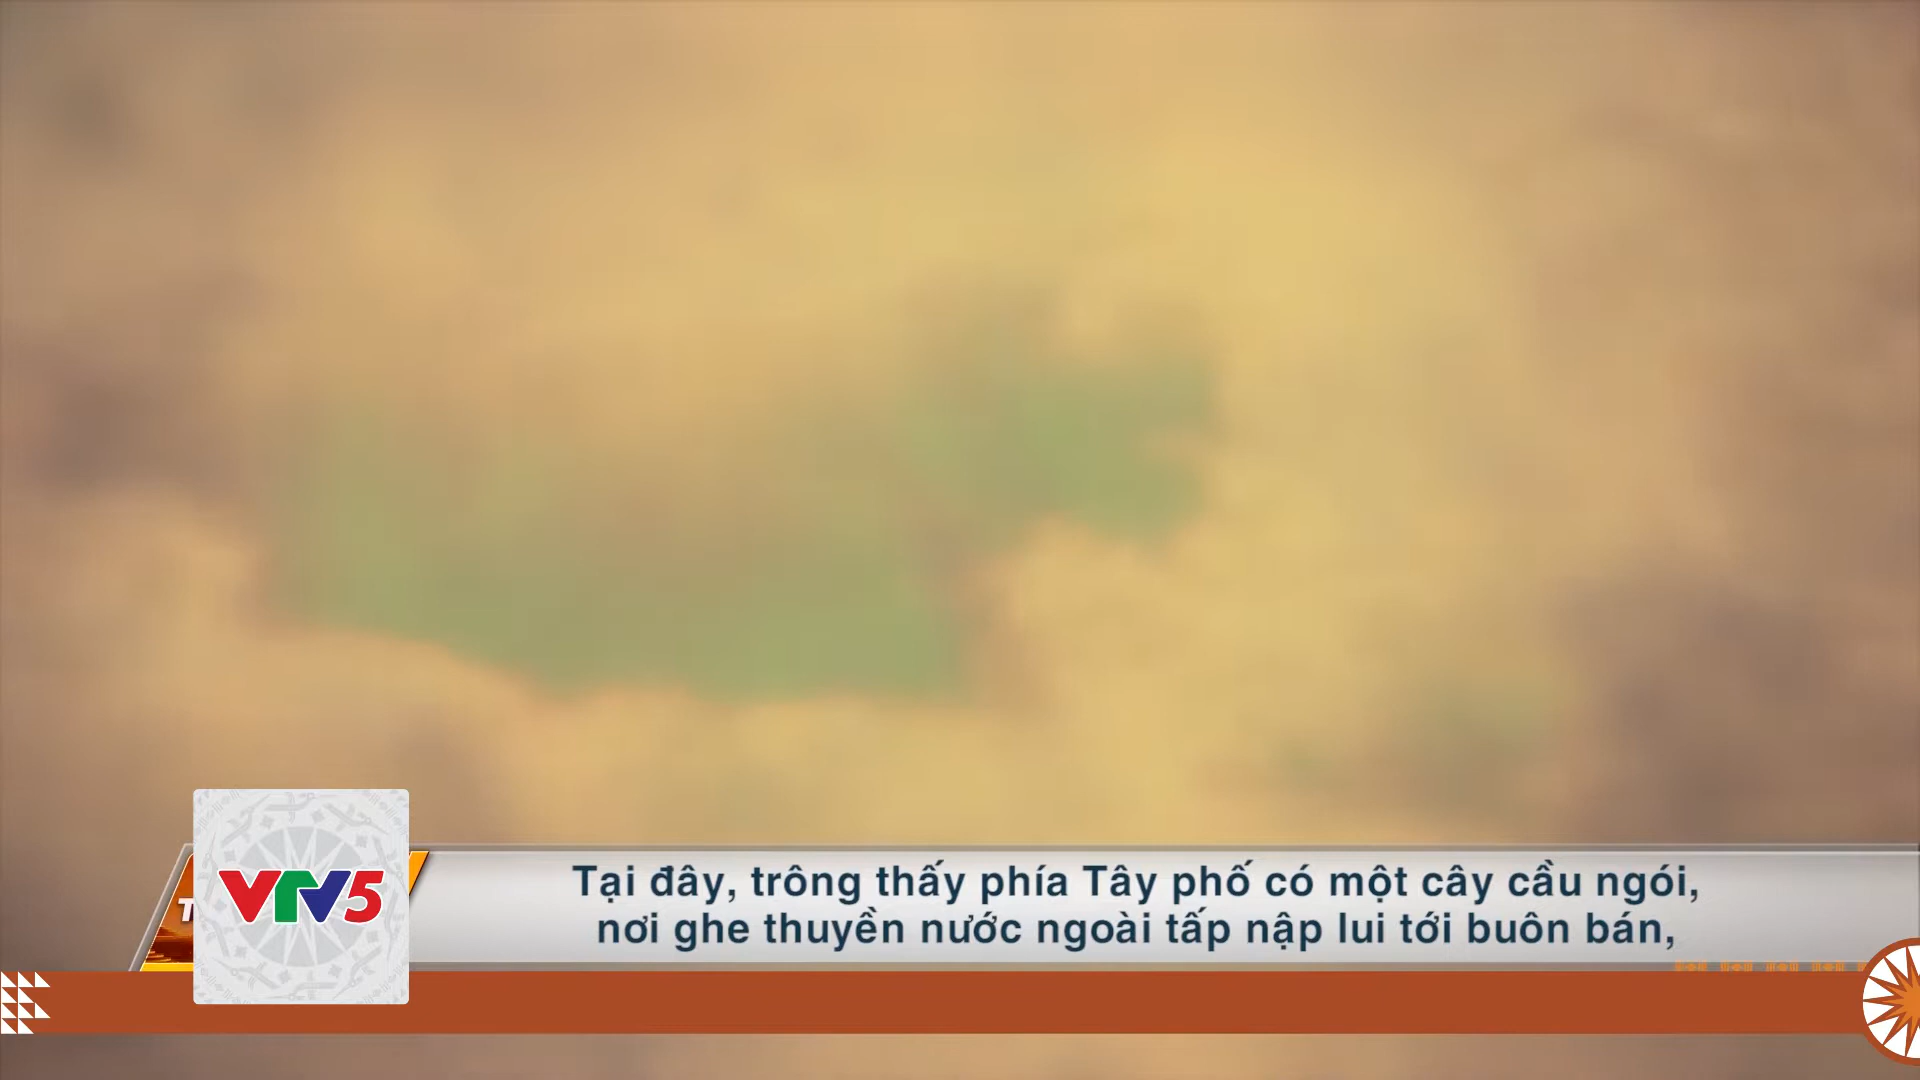 Tại đây, trông thấy phía Tây phố có một cây cầu ngói,
nơi ghe thuyền nước ngoài tấp nập lui tới buôn bán,
VTV5